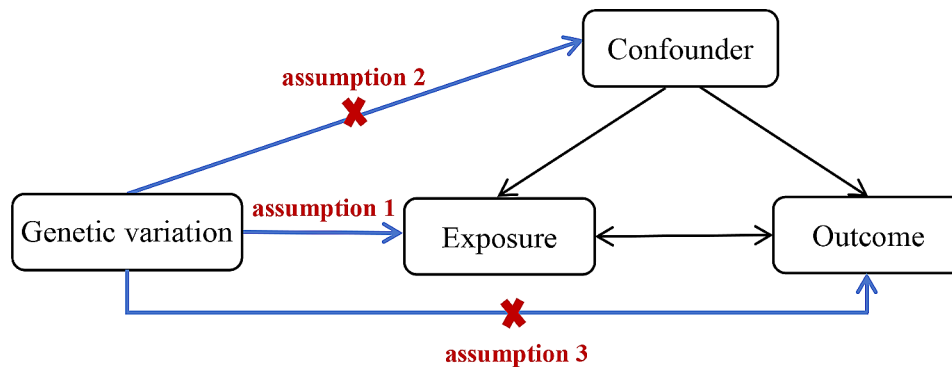 Confounder
assumption 2
assumption 1
Genetic variation
Exposure
Outcome
assumption 3